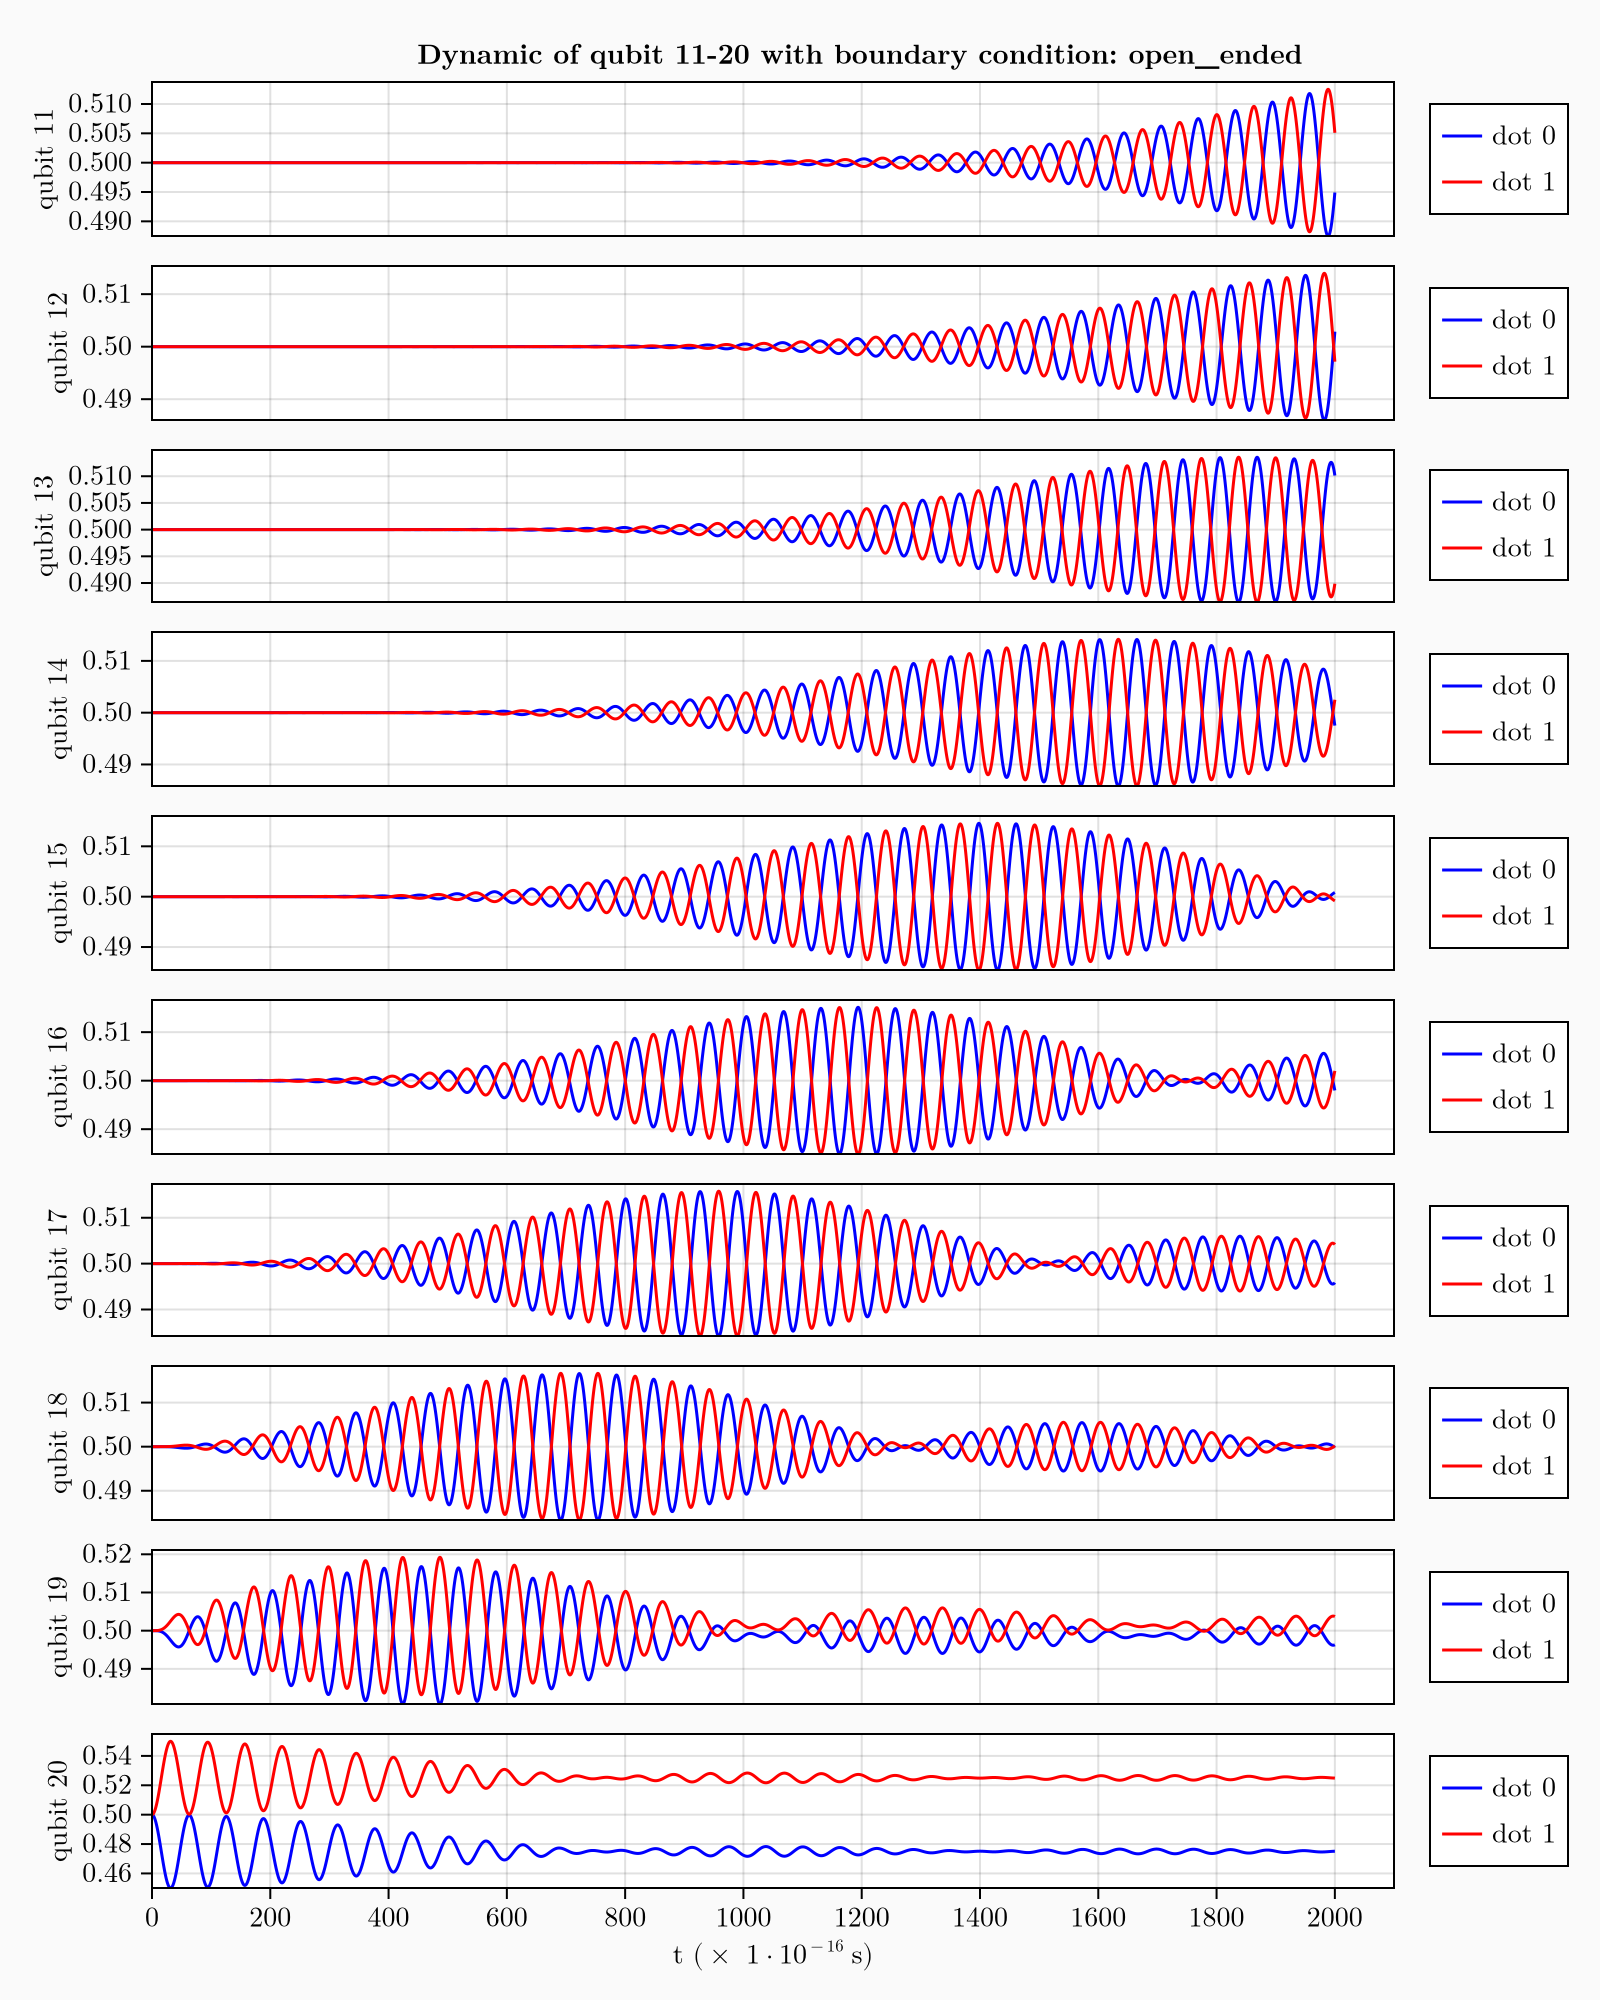 Dynamic of qubit 11-20 with boundary condition: open_ended
qubit 11
0.510
0.505
0.500
0.495
0.490
dot 0
dot 1
qubit 12
0.51
0.50
0.49
dot 0
dot 1
qubit 13
0.510
0.505
0.500
0.495
0.490
dot 0
dot 1
qubit 14
0.51
0.50
0.49
dot 0
dot 1
qubit 15
0.51
0.50
0.49
dot 0
dot 1
qubit 16
0.51
0.50
0.49
dot 0
dot 1
qubit 17
0.51
0.50
0.49
dot 0
dot 1
qubit 18
0.51
0.50
0.49
dot 0
dot 1
qubit 19
0.52
0.51
0.50
0.49
dot 0
dot 1
qubit 20
0.54
0.52
0.50
0.48
0.46
dot 0
dot 1
0 200 400 600 800 1000 1200 1400 1600 1800 2000
t ( × 1·10⁻¹⁶ s)